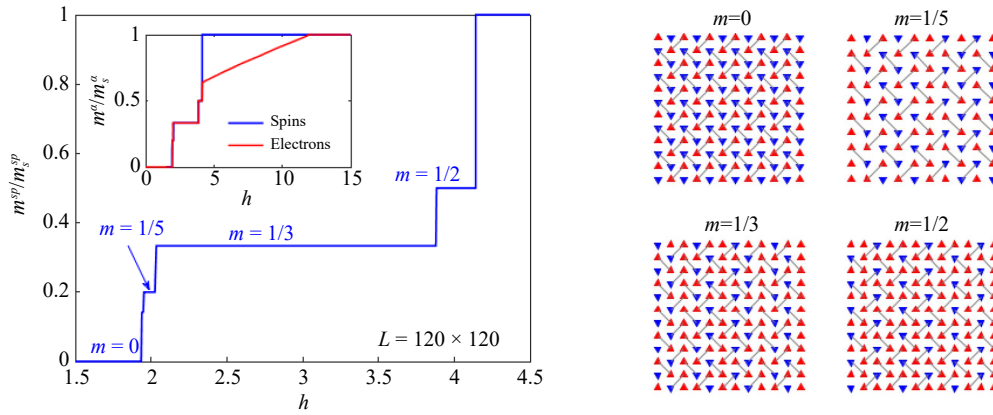 1
0.8
0.6
0.4
0.2
0
m^{sp}/m_s^{sp}
1.5 2 2.5 3 3.5 4 4.5
h
m = 0
m = 1/5
m = 1/3
m = 1/2
L = 120 × 120
1
0.5
0
m^α/m_s^α
0 5 10 15
h
Spins
Electrons
m=0
m=1/5
m=1/3
m=1/2